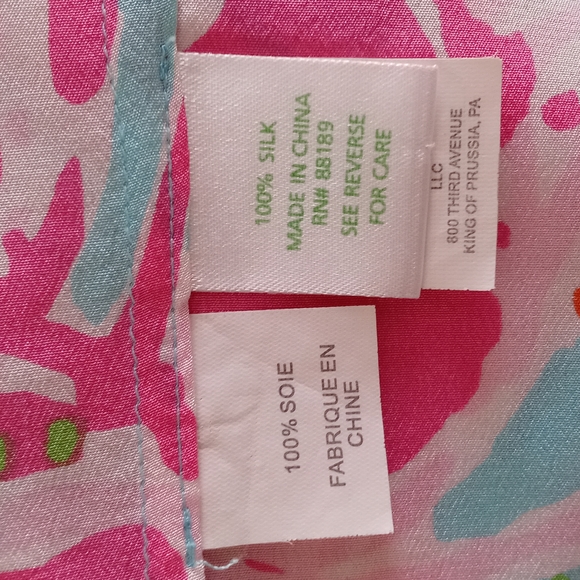 100% SILK
MADE IN CHINA
RN# 88189
SEE REVERSE
FOR CARE
LLC
800 THIRD AVENUE
KING OF PRUSSIA, PA
100% SOIE
FABRIQUE EN
CHINE